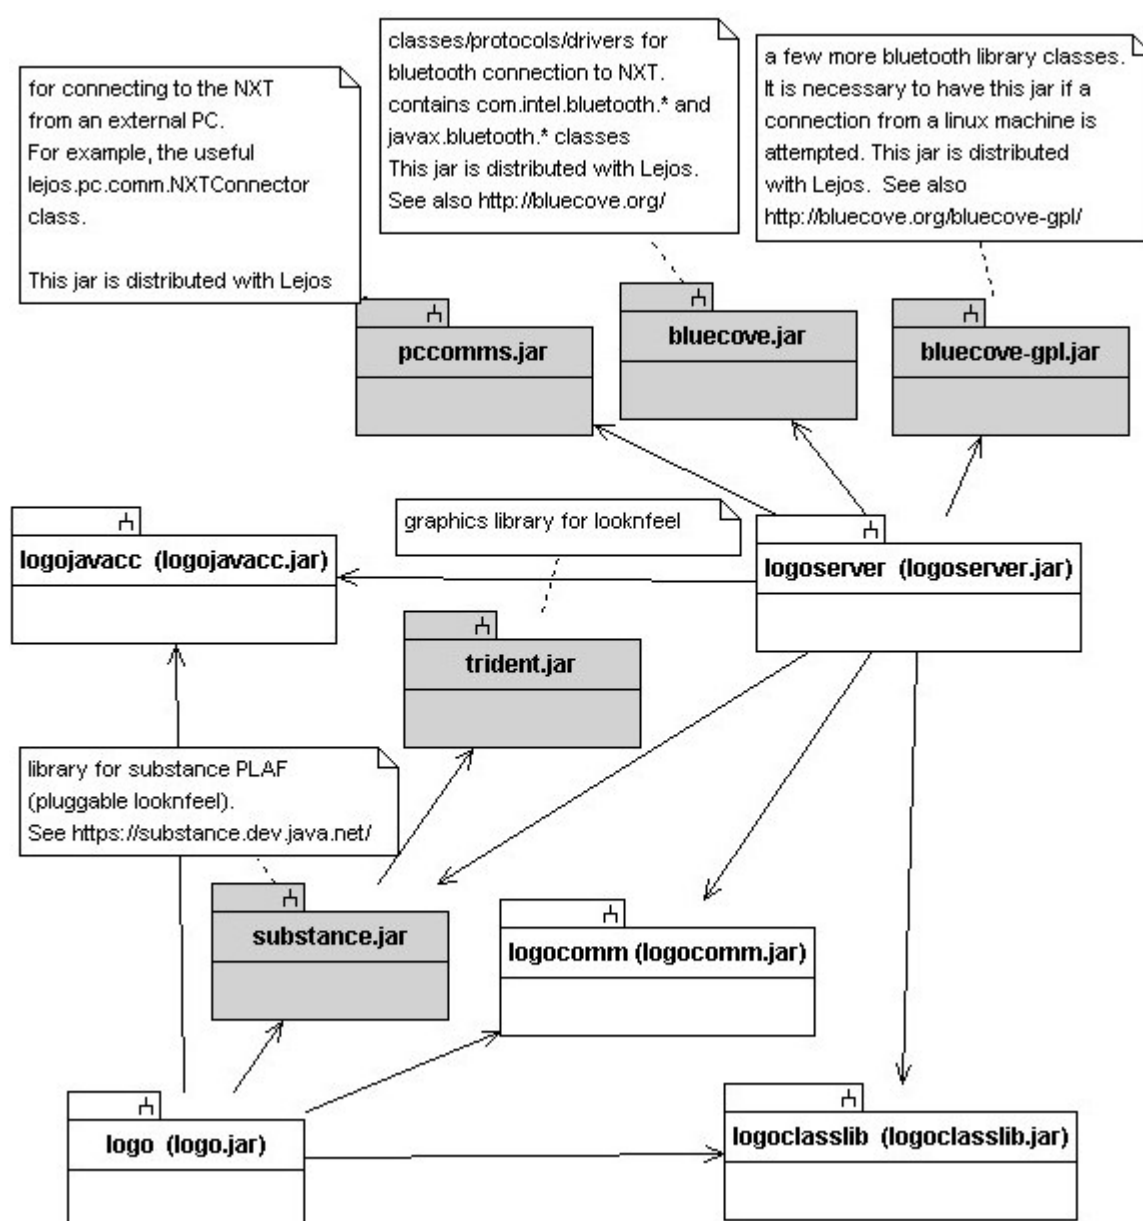 classes/protocols/drivers for
bluetooth connection to NXT.
contains com.intel.bluetooth.* and
javax.bluetooth.* classes
This jar is distributed with Lejos.
See also http://bluecove.org/
a few more bluetooth library classes.
It is necessary to have this jar if a
connection from a linux machine is
attempted. This jar is distributed
with Lejos.  See also
http://bluecove.org/bluecove-gpl/
for connecting to the NXT
from an external PC.
For example, the useful
lejos.pc.comm.NXTConnector
class.
This jar is distributed with Lejos
pccomms.jar
bluecove.jar
bluecove-gpl.jar
graphics library for looknfeel
logojavacc  (logojavacc.jar)
logoserver  (logoserver.jar)
trident.jar
library for substance PLAF
(pluggable looknfeel).
See https://substance.dev.java.net/
substance.jar
logocomm (logocomm.jar)
logo  (logo.jar)
logoclasslib  (logoclasslib.jar)